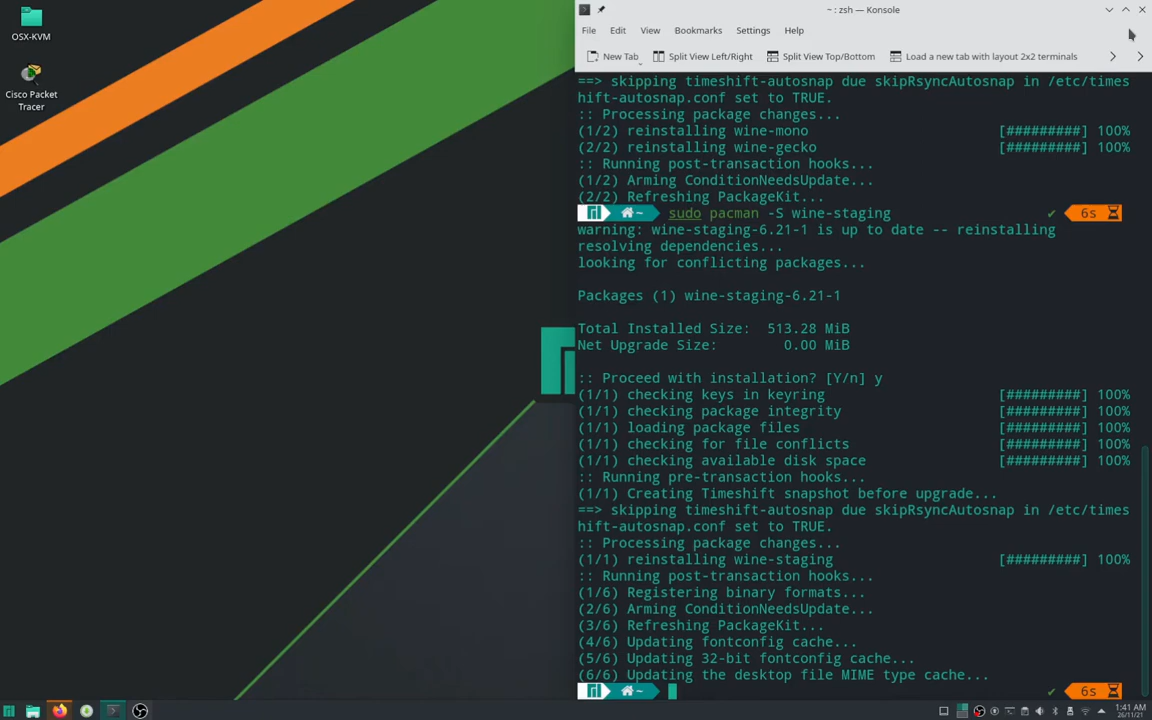 OSX-KVM
Cisco Packet
Tracer
~ : zsh — Konsole
File Edit View Bookmarks Settings Help
New Tab Split View Left/Right Split View Top/Bottom Load a new tab with layout 2x2 terminals
==> skipping timeshift-autosnap due skipRsyncAutosnap in /etc/times
hift-autosnap.conf set to TRUE.
:: Processing package changes...
(1/2) reinstalling wine-mono [#########] 100%
(2/2) reinstalling wine-gecko [#########] 100%
:: Running post-transaction hooks...
(1/2) Arming ConditionNeedsUpdate...
(2/2) Refreshing PackageKit...
~ sudo pacman -S wine-staging ✔ 6s
warning: wine-staging-6.21-1 is up to date -- reinstalling
resolving dependencies...
looking for conflicting packages...
Packages (1) wine-staging-6.21-1
Total Installed Size: 513.28 MiB
Net Upgrade Size: 0.00 MiB
:: Proceed with installation? [Y/n] y
(1/1) checking keys in keyring [#########] 100%
(1/1) checking package integrity [#########] 100%
(1/1) loading package files [#########] 100%
(1/1) checking for file conflicts [#########] 100%
(1/1) checking available disk space [#########] 100%
:: Running pre-transaction hooks...
(1/1) Creating Timeshift snapshot before upgrade...
==> skipping timeshift-autosnap due skipRsyncAutosnap in /etc/times
hift-autosnap.conf set to TRUE.
:: Processing package changes...
(1/1) reinstalling wine-staging [#########] 100%
:: Running post-transaction hooks...
(1/6) Registering binary formats...
(2/6) Arming ConditionNeedsUpdate...
(3/6) Refreshing PackageKit...
(4/6) Updating fontconfig cache...
(5/6) Updating 32-bit fontconfig cache...
(6/6) Updating the desktop file MIME type cache...
~ ✔ 6s
1:41 AM
26/11/21